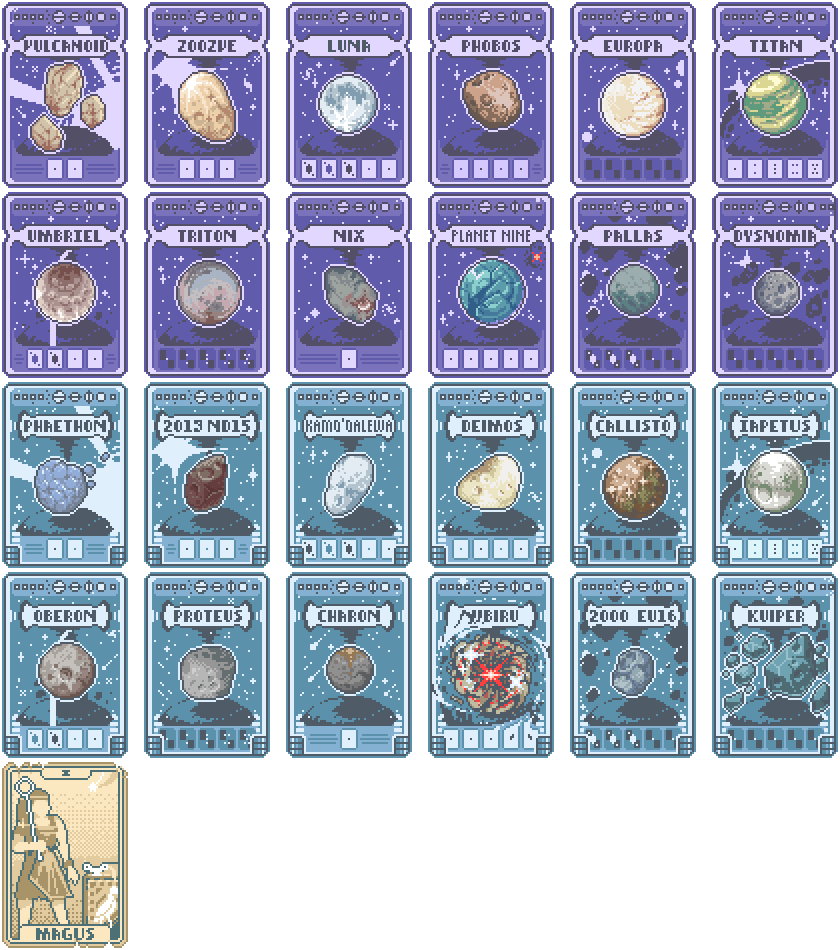 VULCANOID
ZOOZVE
LUNA
PHOBOS
EUROPA
TITAN
UMBRIEL
TRITON
NIX
PLANET NINE
PALLAS
DYSNOMIA
PHAETHON
2013 ND15
KAMO'OALEWA
DEIMOS
CALLISTO
IAPETUS
OBERON
PROTEUS
CHARON
NUBIRU
2000 EU16
KUIPER
I
MAGUS